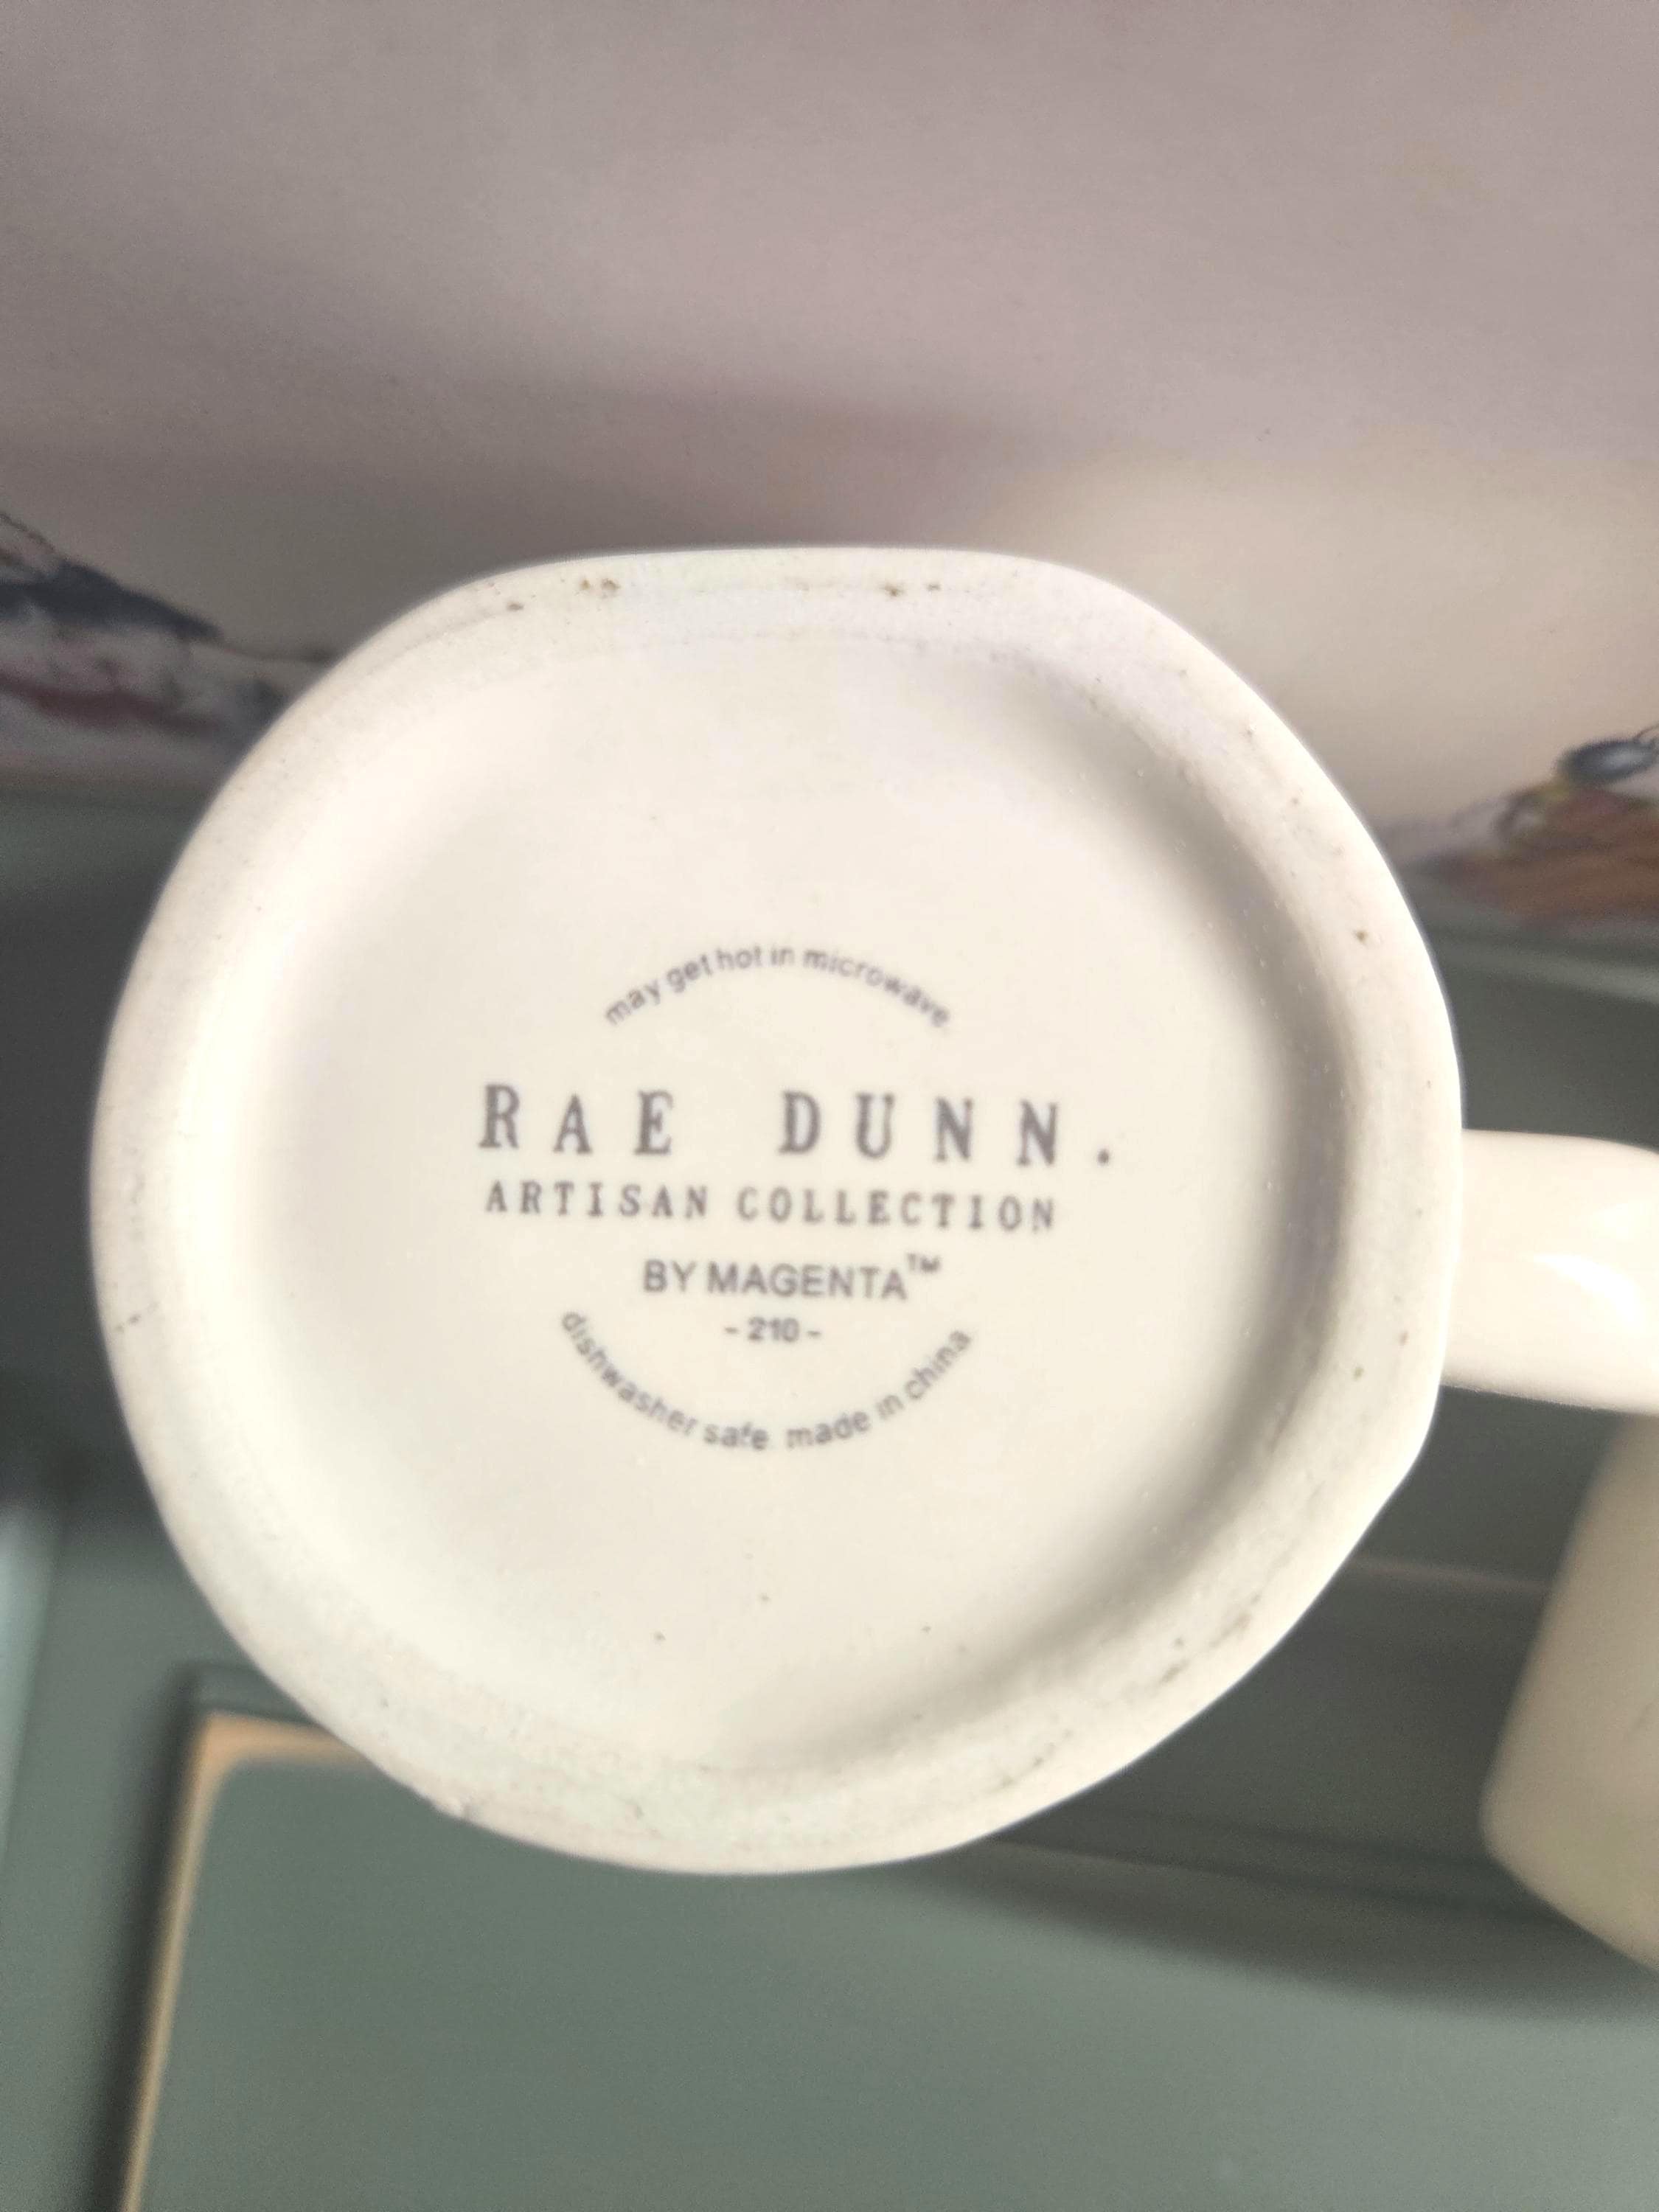 may get hot in microwave
RAE DUNN.
ARTISAN COLLECTION
BY MAGENTA™
- 210 -
dishwasher safe. made in china